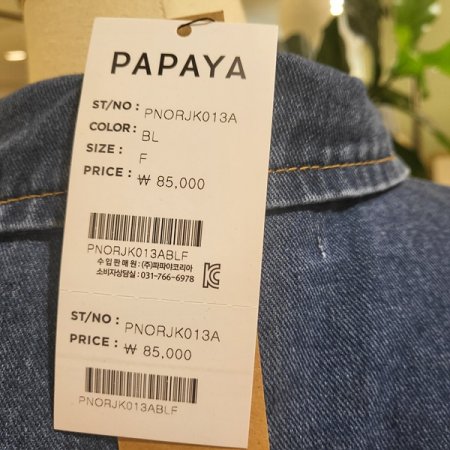 PAPAYA
ST/NO : PNORJK013A
COLOR : BL
SIZE : F
PRICE : ₩ 85,000
PNORJK013ABLF
수 입 판 매 원 : (주)파파야코리아
소비자상담실 : 031-766-6978
ST/NO : PNORJK013A
PRICE : ₩ 85,000
PNORJK013ABLF